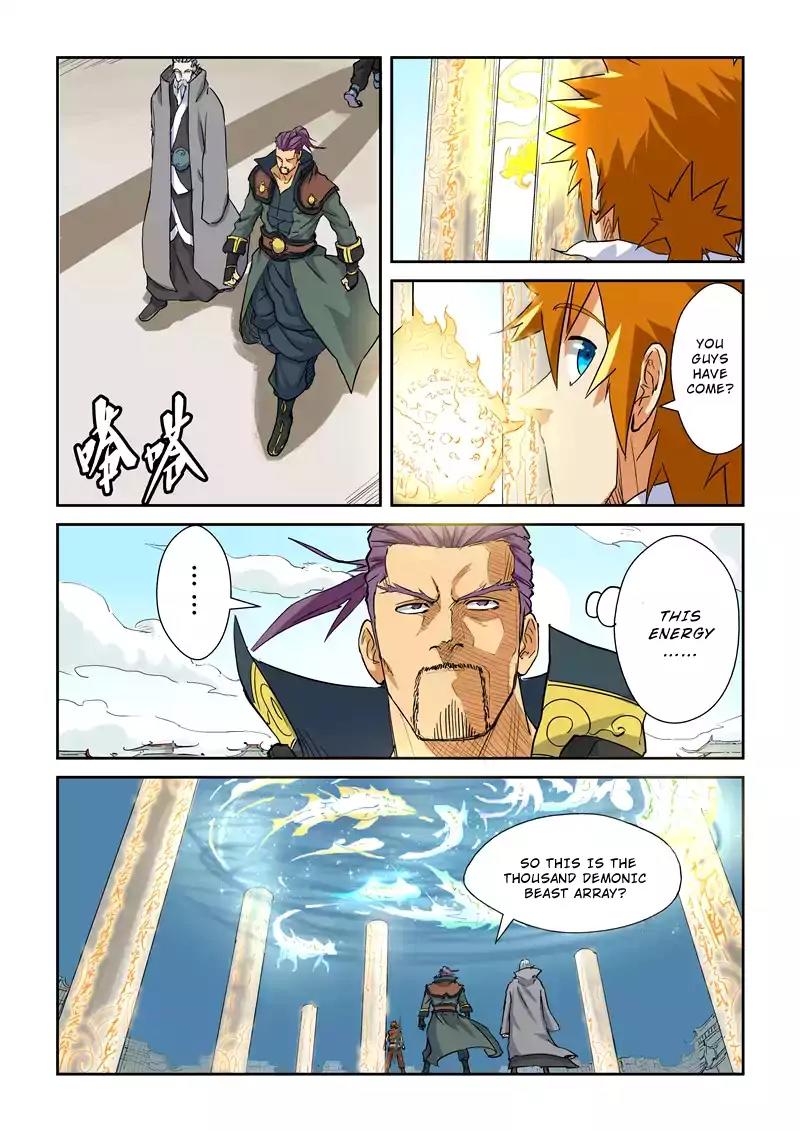 嗒嗒
YOU
GUYS
HAVE
COME?
......
THIS
ENERGY
......
SO THIS IS THE
THOUSAND DEMONIC
BEAST ARRAY?